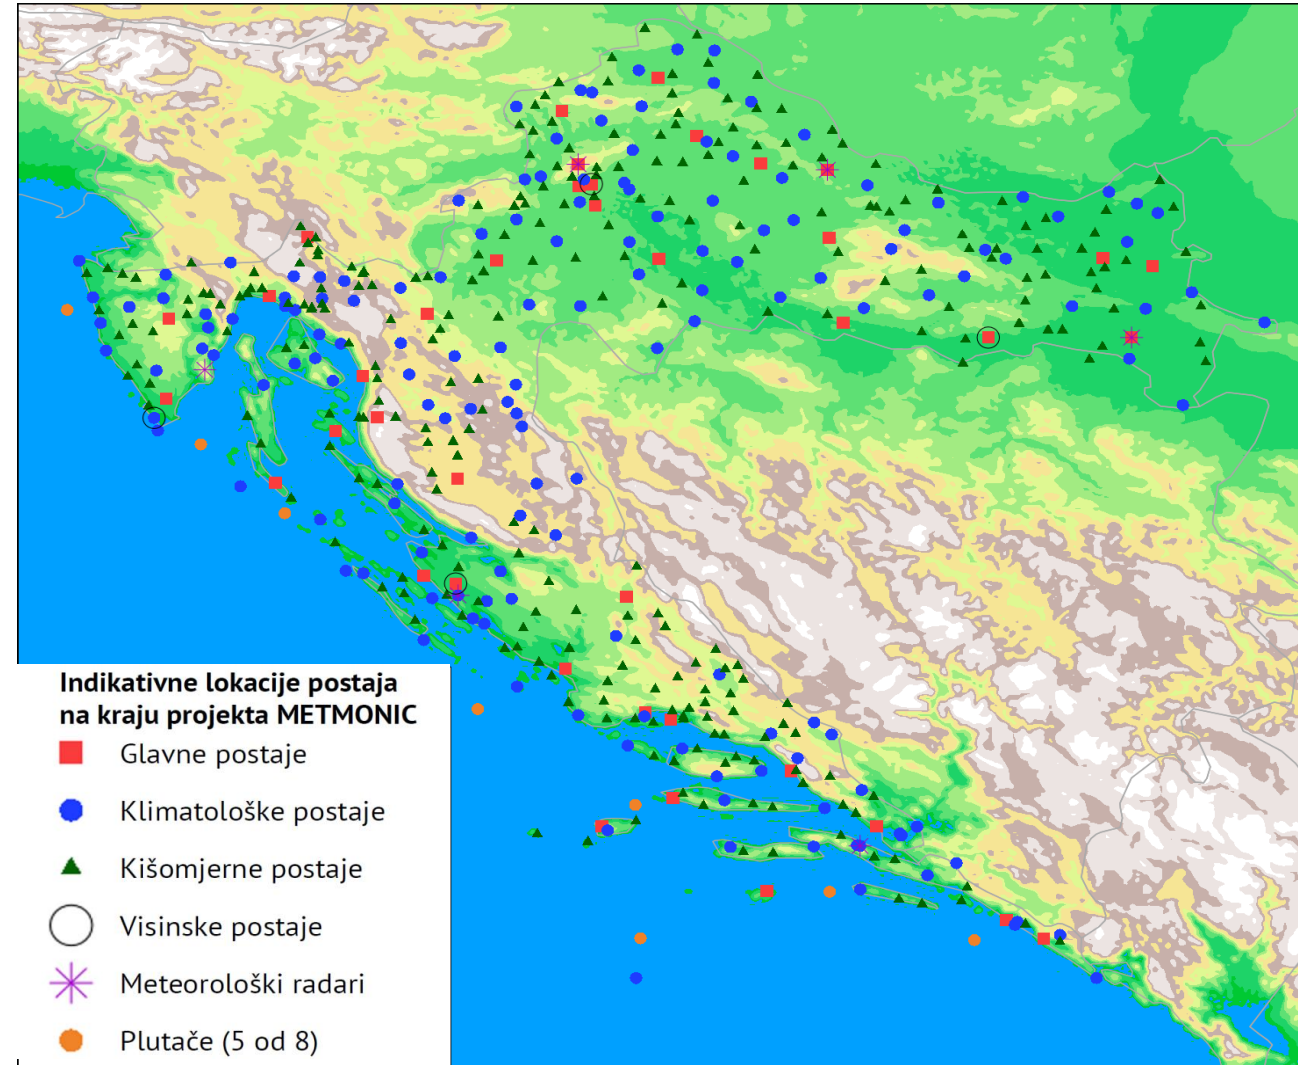 Indikativne lokacije postaja
na kraju projekta METMONIC
Glavne postaje
Klimatološke postaje
Kišomjerne postaje
Visinske postaje
Meteorološki radari
Plutače (5 od 8)